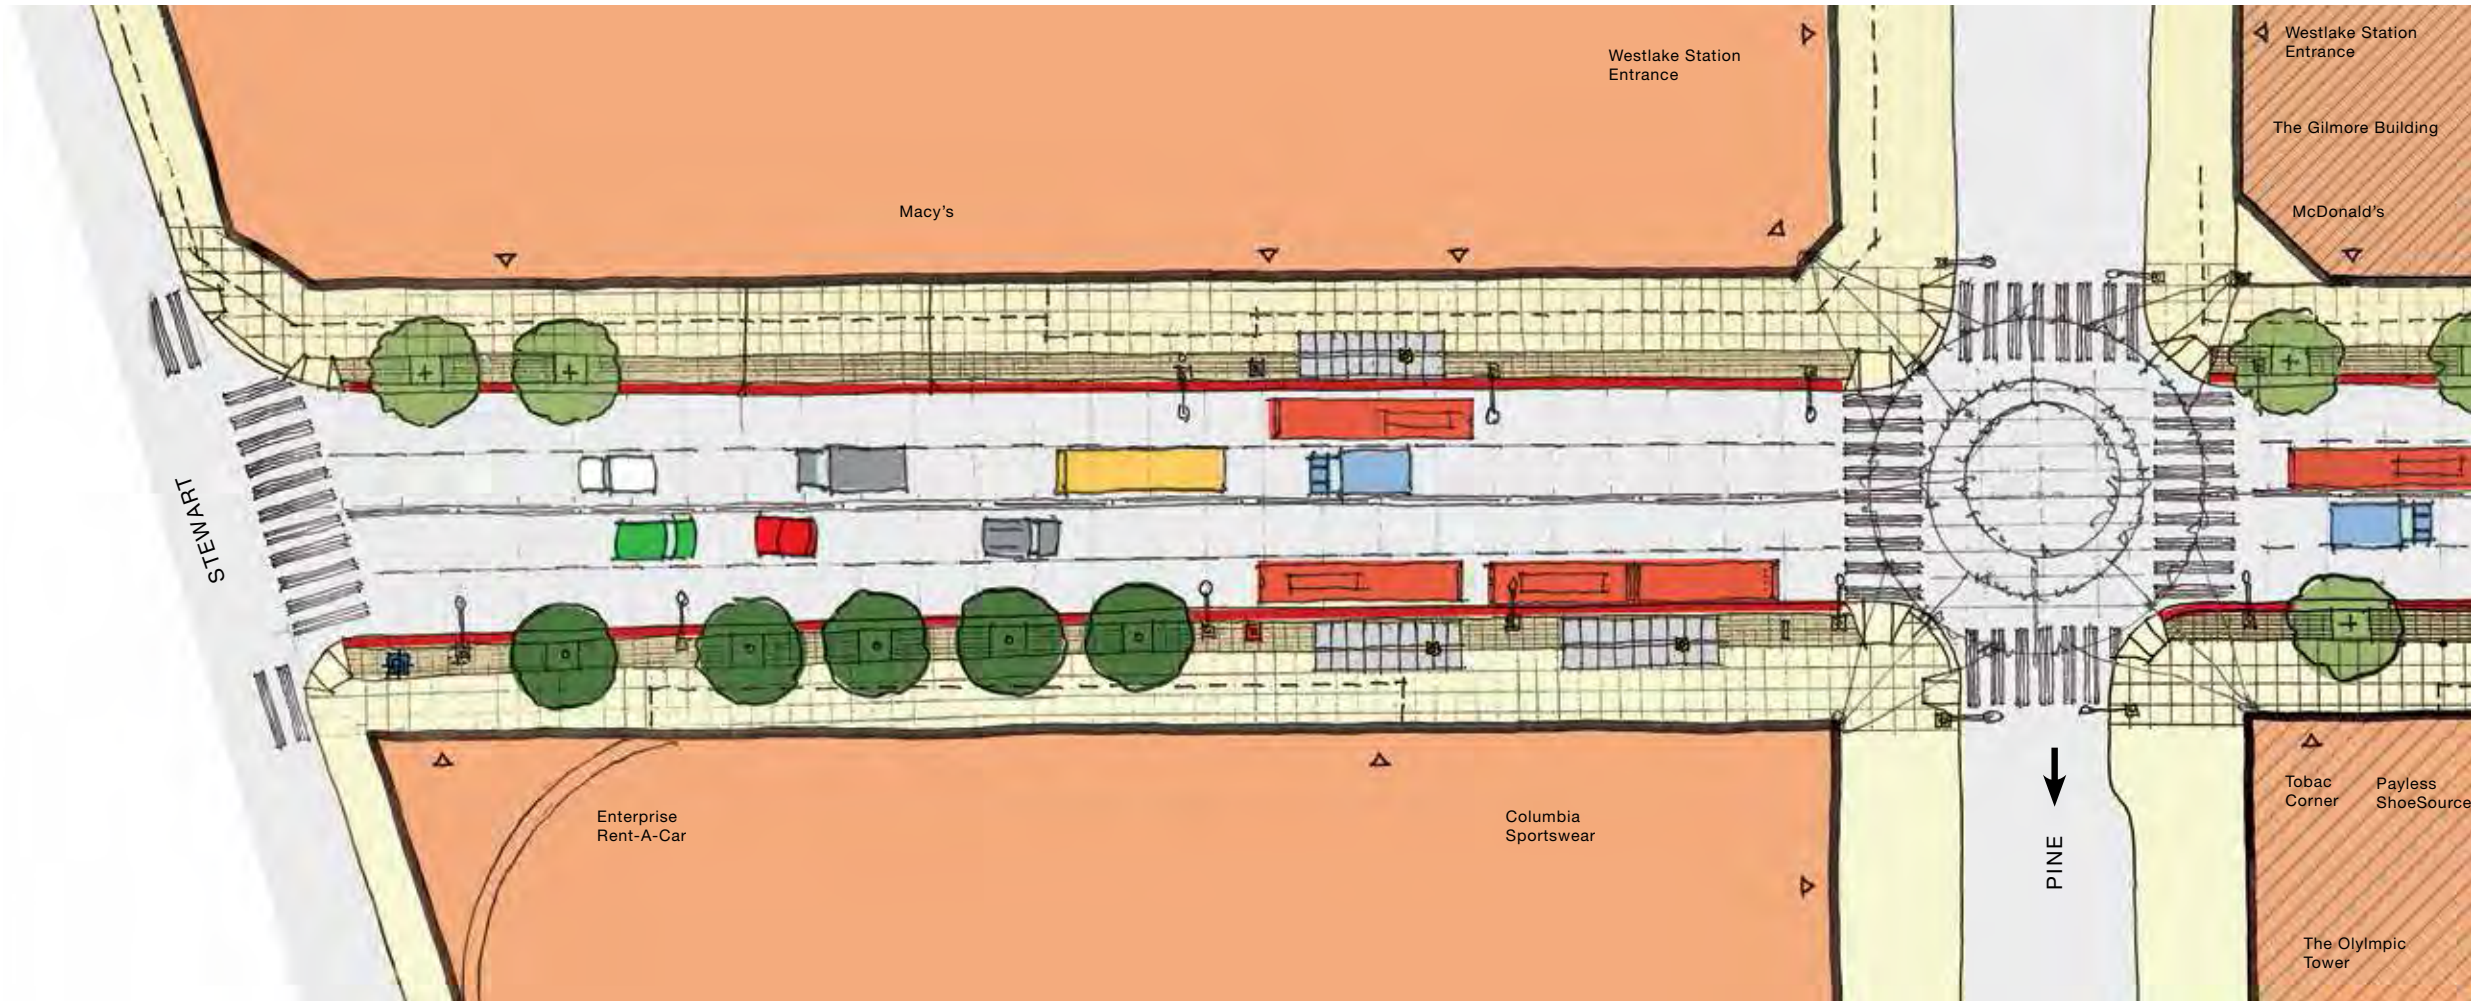 Westlake Station
Entrance
Westlake Station
Entrance
The Gilmore Building
Macy's
McDonald's
STEWART
Enterprise
Rent-A-Car
Columbia
Sportswear
Tobac
Corner
Payless
ShoeSource
PINE
The Olylmpic
Tower